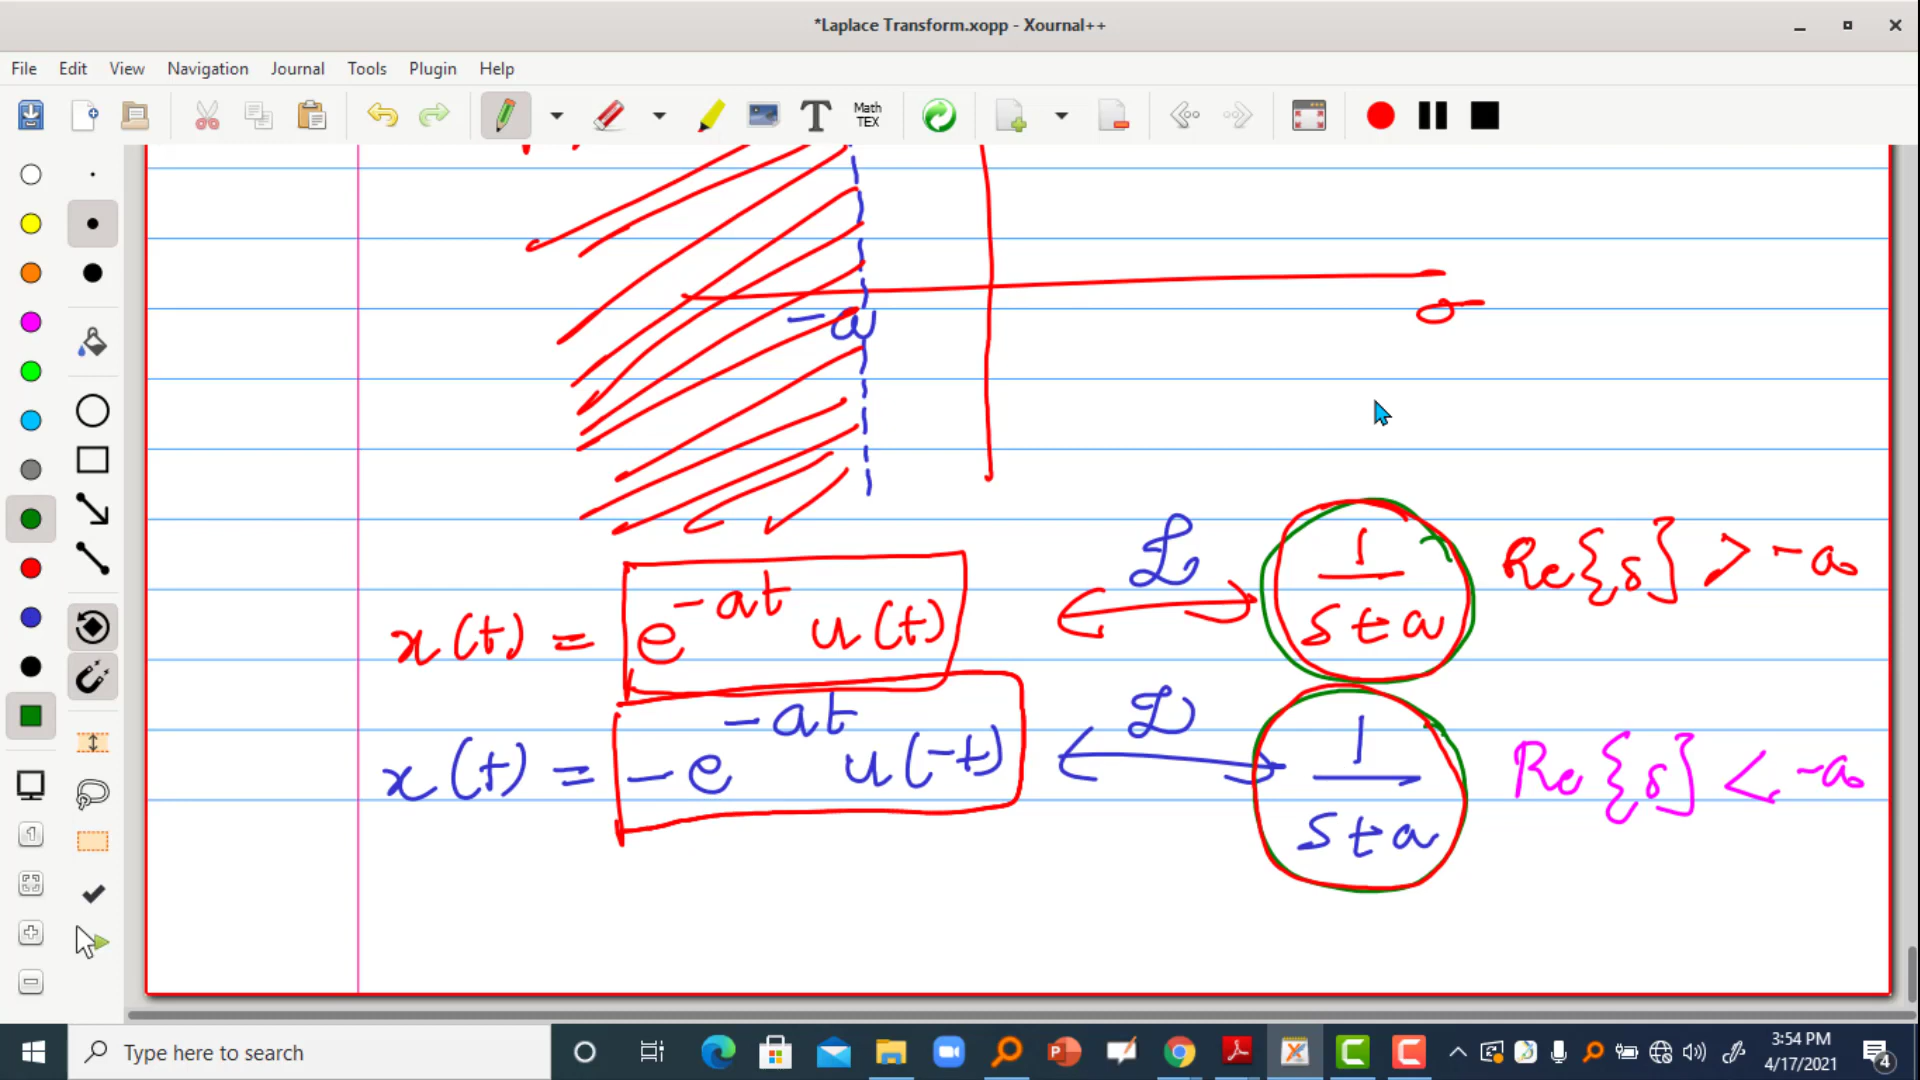 *Laplace Transform.xopp - Xournal++
File Edit View Navigation Journal Tools Plugin Help
Math
TEX
-a
σ
x(t) = e^{-at} u(t) ℒ 1/(s+a) Re{s} > -a
x(t) = -e^{-at} u(-t) ℒ 1/(s+a) Re{s} < -a
Type here to search
3:54 PM
4/17/2021
4